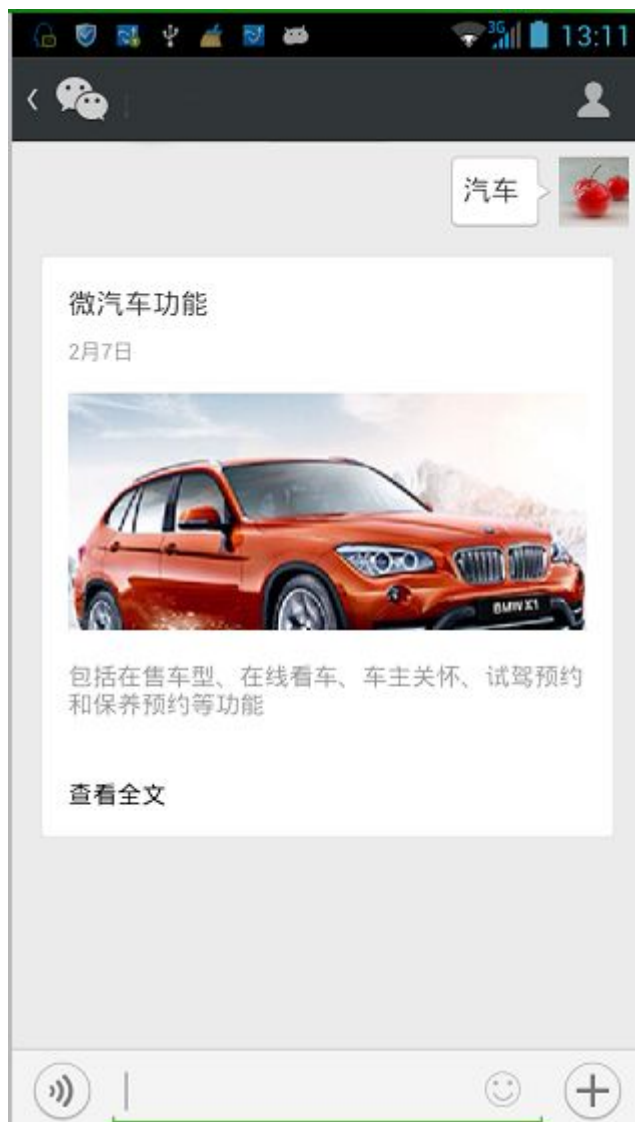 3G 13:11
汽车
微汽车功能
2月7日
BMW X1
包括在售车型、在线看车、车主关怀、试驾预约
和保养预约等功能
查看全文